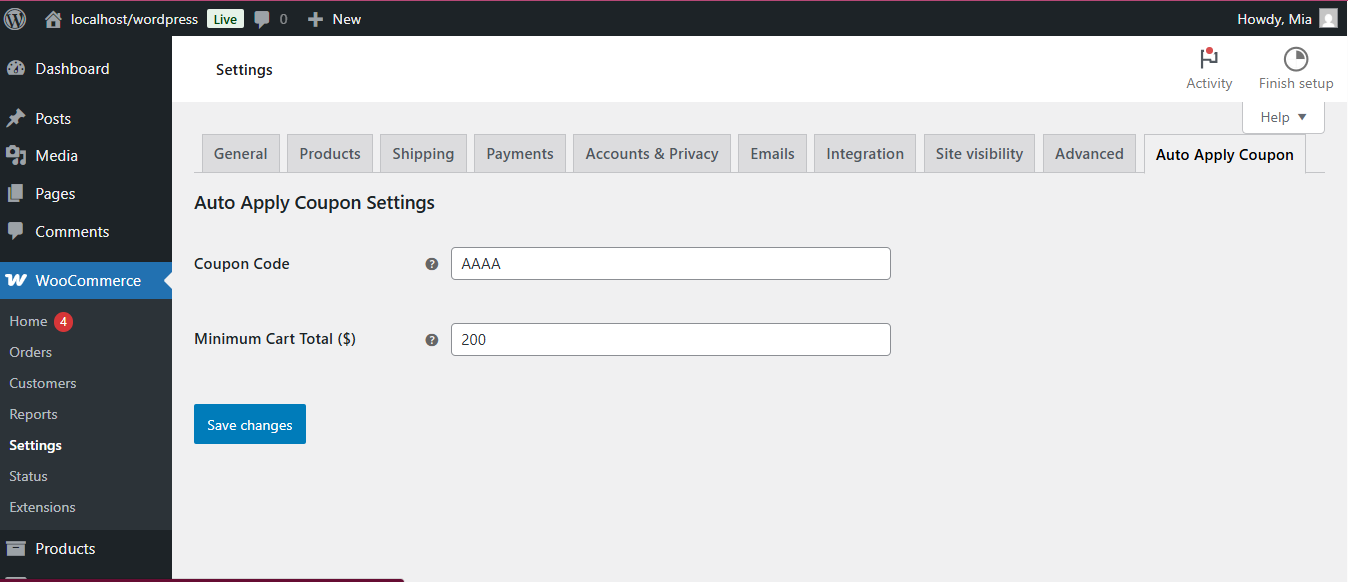 localhost/wordpress Live 0 New Howdy, Mia
Dashboard
Posts
Media
Pages
Comments
WooCommerce
Home 4
Orders
Customers
Reports
Settings
Status
Extensions
Products
Settings
Activity
Finish setup
Help
General Products Shipping Payments Accounts & Privacy Emails Integration Site visibility Advanced Auto Apply Coupon
Auto Apply Coupon Settings
Coupon Code ? AAAA
Minimum Cart Total ($) ? 200
Save changes